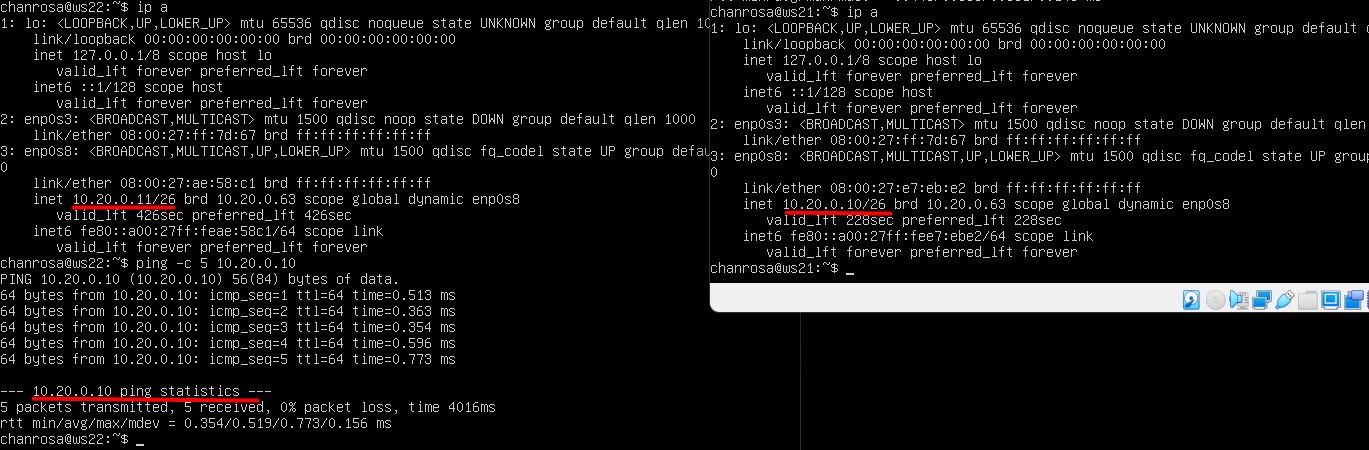 chanrosa@ws22:~$ ip a
1: lo: <LOOPBACK,UP,LOWER_UP> mtu 65536 qdisc noqueue state UNKNOWN group default qlen 10
    link/loopback 00:00:00:00:00:00 brd 00:00:00:00:00:00
    inet 127.0.0.1/8 scope host lo
       valid_lft forever preferred_lft forever
    inet6 ::1/128 scope host
       valid_lft forever preferred_lft forever
2: enp0s3: <BROADCAST,MULTICAST> mtu 1500 qdisc noop state DOWN group default qlen 1000
    link/ether 08:00:27:ff:7d:67 brd ff:ff:ff:ff:ff:ff
3: enp0s8: <BROADCAST,MULTICAST,UP,LOWER_UP> mtu 1500 qdisc fq_codel state UP group defau
0
    link/ether 08:00:27:ae:58:c1 brd ff:ff:ff:ff:ff:ff
    inet 10.20.0.11/26 brd 10.20.0.63 scope global dynamic enp0s8
       valid_lft 426sec preferred_lft 426sec
    inet6 fe80::a00:27ff:feae:58c1/64 scope link
       valid_lft forever preferred_lft forever
chanrosa@ws22:~$ ping -c 5 10.20.0.10
PING 10.20.0.10 (10.20.0.10) 56(84) bytes of data.
64 bytes from 10.20.0.10: icmp_seq=1 ttl=64 time=0.513 ms
64 bytes from 10.20.0.10: icmp_seq=2 ttl=64 time=0.363 ms
64 bytes from 10.20.0.10: icmp_seq=3 ttl=64 time=0.354 ms
64 bytes from 10.20.0.10: icmp_seq=4 ttl=64 time=0.596 ms
64 bytes from 10.20.0.10: icmp_seq=5 ttl=64 time=0.773 ms

--- 10.20.0.10 ping statistics ---
5 packets transmitted, 5 received, 0% packet loss, time 4016ms
rtt min/avg/max/mdev = 0.354/0.519/0.773/0.156 ms
chanrosa@ws22:~$ _
chanrosa@ws21:~$ ip a
1: lo: <LOOPBACK,UP,LOWER_UP> mtu 65536 qdisc noqueue state UNKNOWN group
    link/loopback 00:00:00:00:00:00 brd 00:00:00:00:00:00
    inet 127.0.0.1/8 scope host lo
       valid_lft forever preferred_lft forever
    inet6 ::1/128 scope host
       valid_lft forever preferred_lft forever
2: enp0s3: <BROADCAST,MULTICAST> mtu 1500 qdisc noop state DOWN group default qlen
    link/ether 08:00:27:ff:7d:67 brd ff:ff:ff:ff:ff:ff
3: enp0s8: <BROADCAST,MULTICAST,UP,LOWER_UP> mtu 1500 qdisc fq_codel state UP group
0
    link/ether 08:00:27:e7:eb:e2 brd ff:ff:ff:ff:ff:ff
    inet 10.20.0.10/26 brd 10.20.0.63 scope global dynamic enp0s8
       valid_lft 228sec preferred_lft 228sec
    inet6 fe80::a00:27ff:fee7:ebe2/64 scope link
       valid_lft forever preferred_lft forever
chanrosa@ws21:~$ _